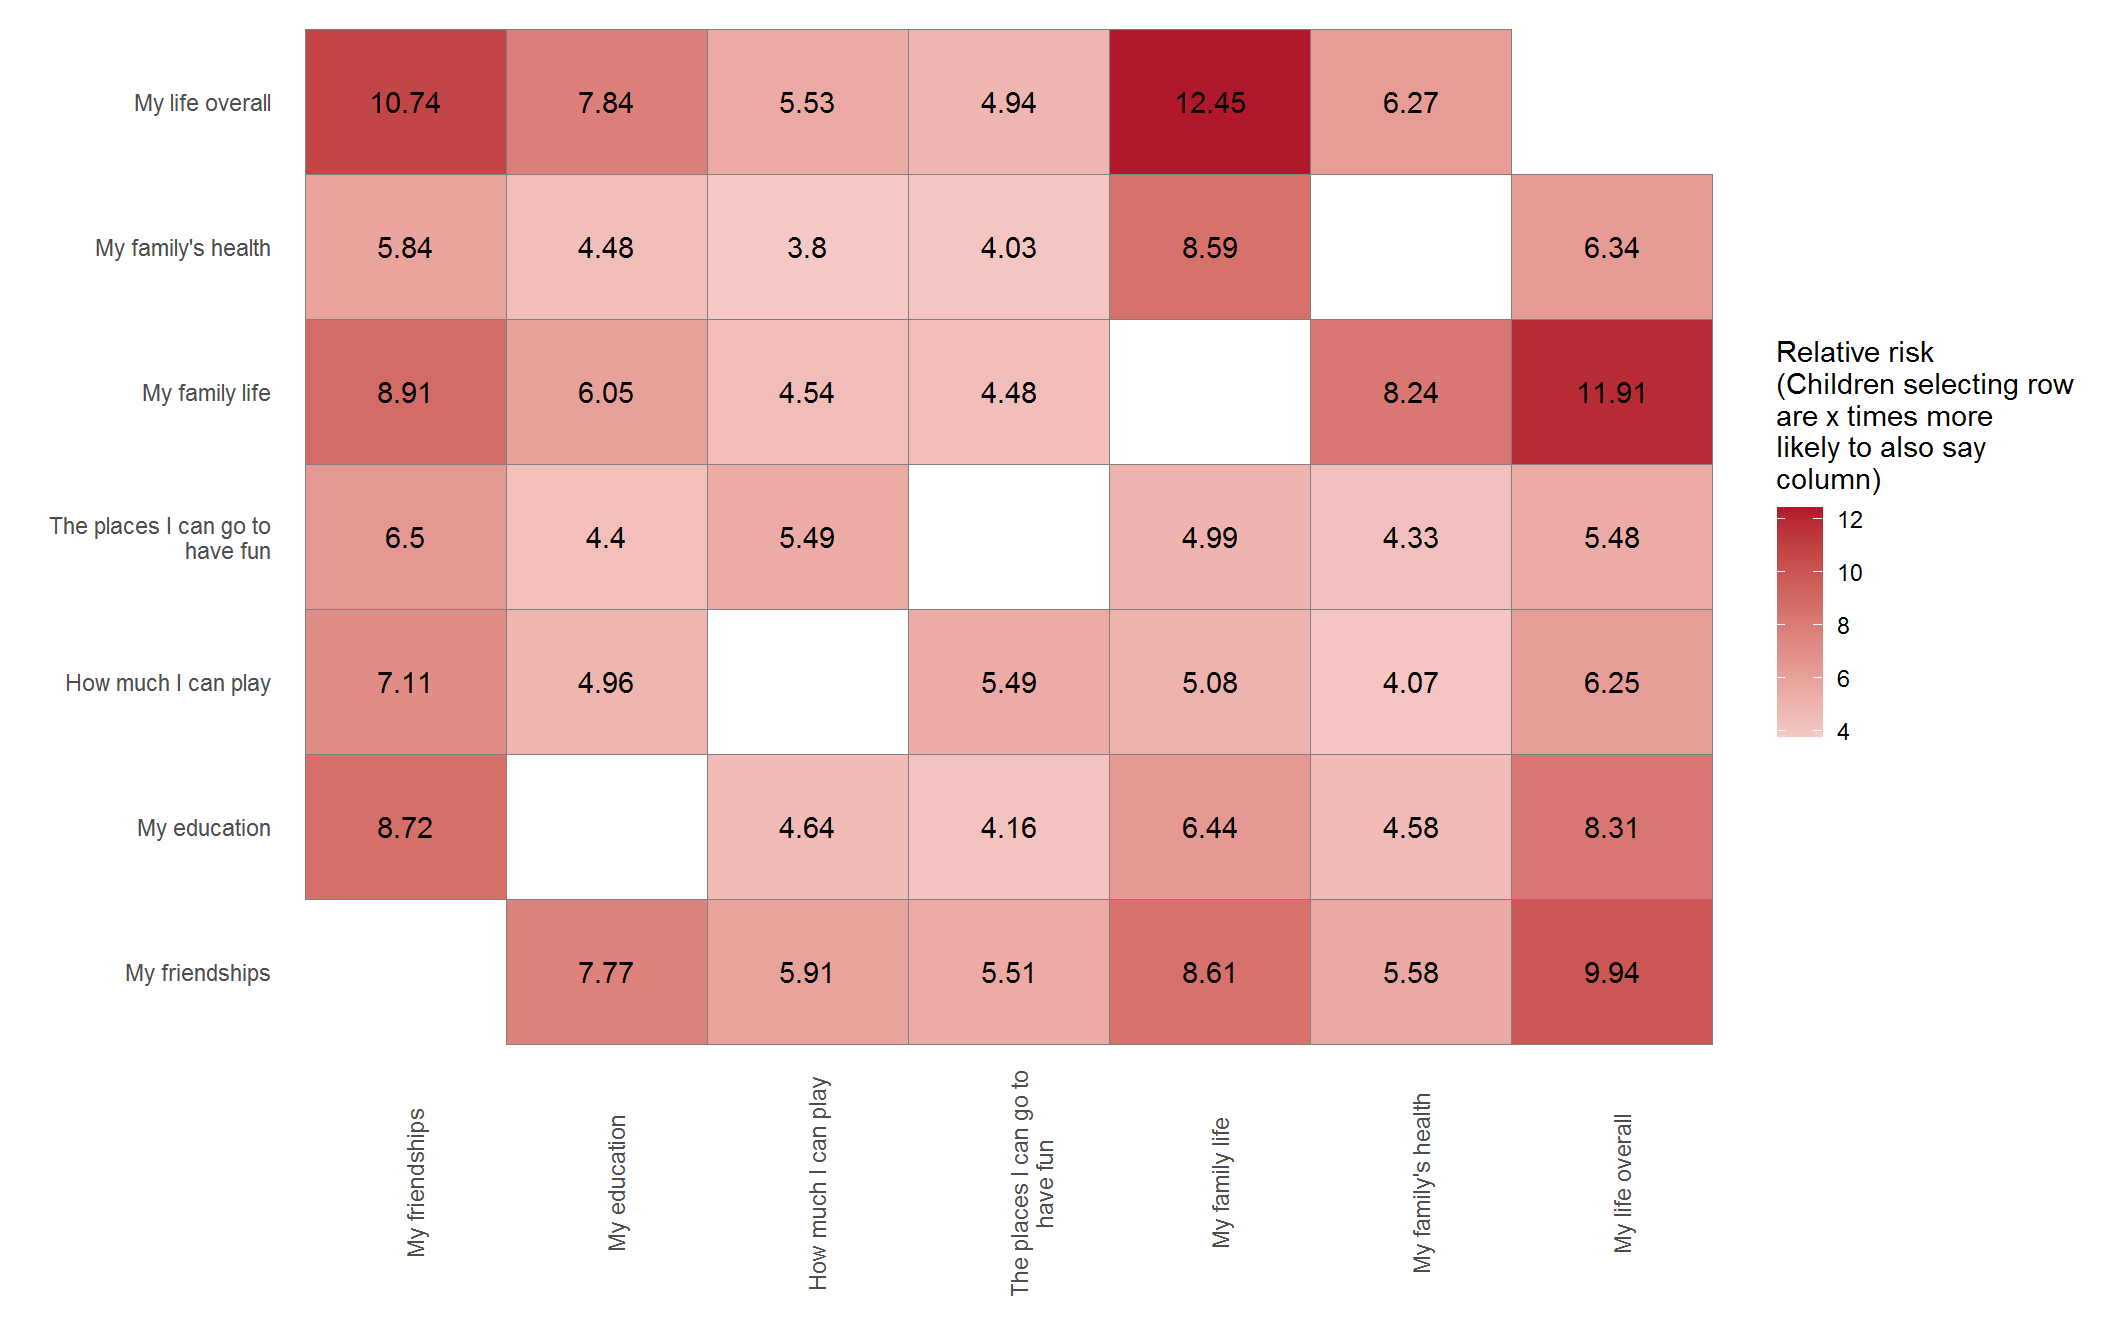 My life overall
10.74 7.84 5.53 4.94 12.45 6.27
My family's health
5.84 4.48 3.8 4.03 8.59 6.34
My family life
8.91 6.05 4.54 4.48 8.24 11.91
The places I can go to
have fun
6.5 4.4 5.49 4.99 4.33 5.48
How much I can play
7.11 4.96 5.49 5.08 4.07 6.25
My education
8.72 4.64 4.16 6.44 4.58 8.31
My friendships
7.77 5.91 5.51 8.61 5.58 9.94
My friendships
My education
How much I can play
The places I can go to
have fun
My family life
My family's health
My life overall
Relative risk
(Children selecting row
are x times more
likely to also say
column)
12
10
8
6
4